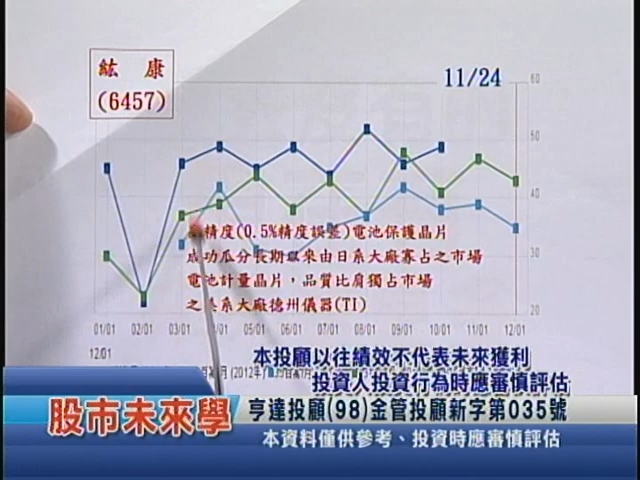 紘康
(6457)
11/24
60
50
40
30
20
精度(0.5%精度誤差)電池保護晶片
成功瓜分長期以來由日系大廠寡占之市場
電池計量晶片，品質比肩獨占市場
之美系大廠德州儀器(TI)
01/01 02/01 03/01 04/01 05/01 06/01 07/01 08/01 09/01 10/01 11/01 12/01
12/01
(2012年
本投顧以往績效不代表未來獲利
投資人投資行為時應審慎評估
股市未來學
亨達投顧(98)金管投顧新字第035號
本資料僅供參考、投資時應審慎評估